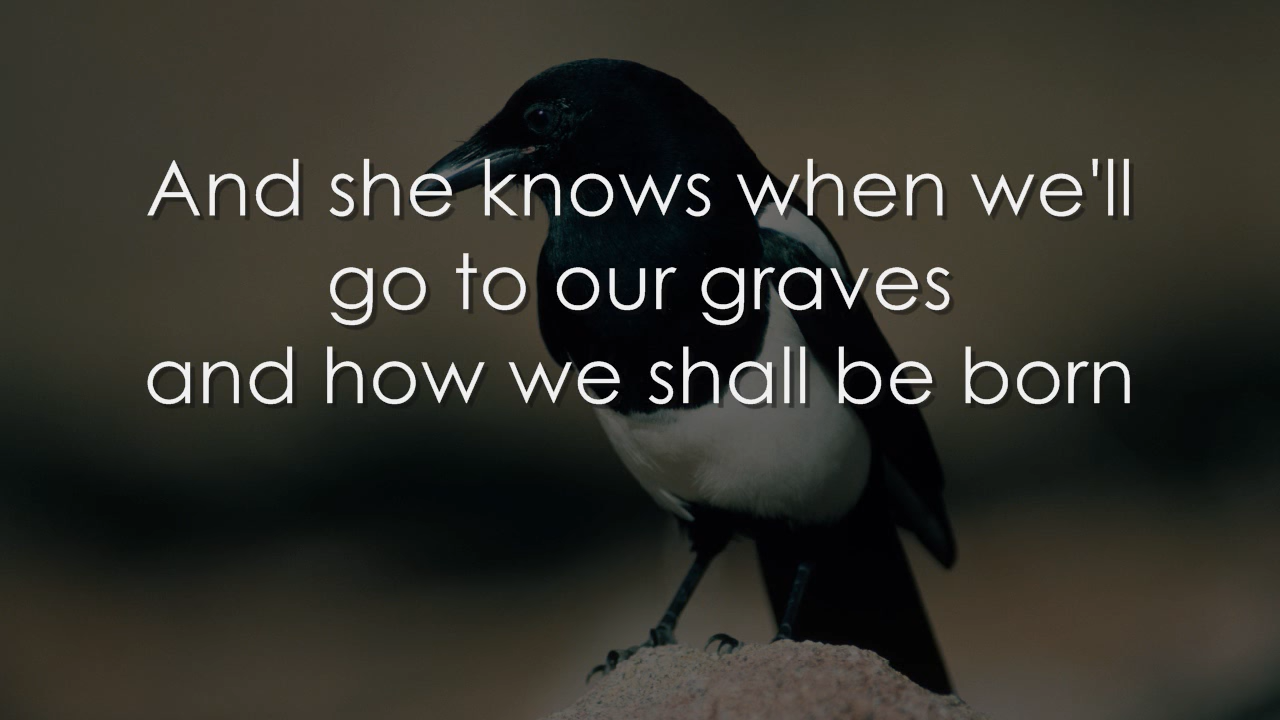 And she knows when we'll
go to our graves
and how we shall be born